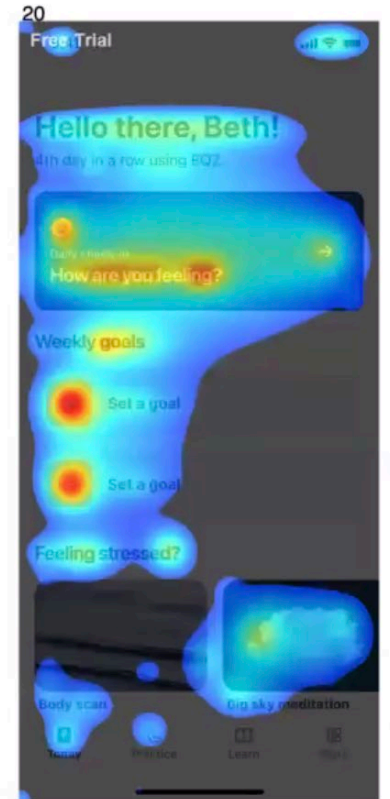 20
Free Trial
Hello there, Beth!
4th day in a row using
Daily check-in
How are you feeling?
Weekly goals
Set a goal
Set a goal
Feeling stressed?
Body scan
Big sky meditation
Today
Practice
Learn